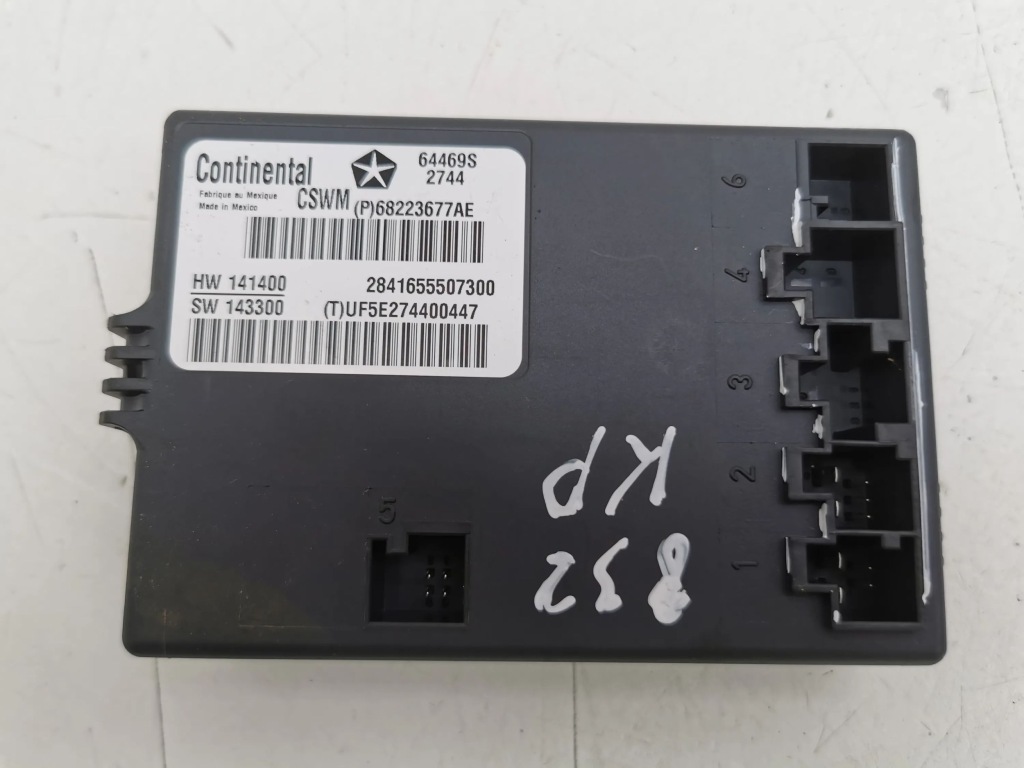 Continental
64469S
2744
Fabrique au Mexique
Made in Mexico
CSWM
(P)68223677AE
HW 141400
2841655507300
SW 143300
(T)UF5E274400447
6
4
3
2
1
5
KP
832